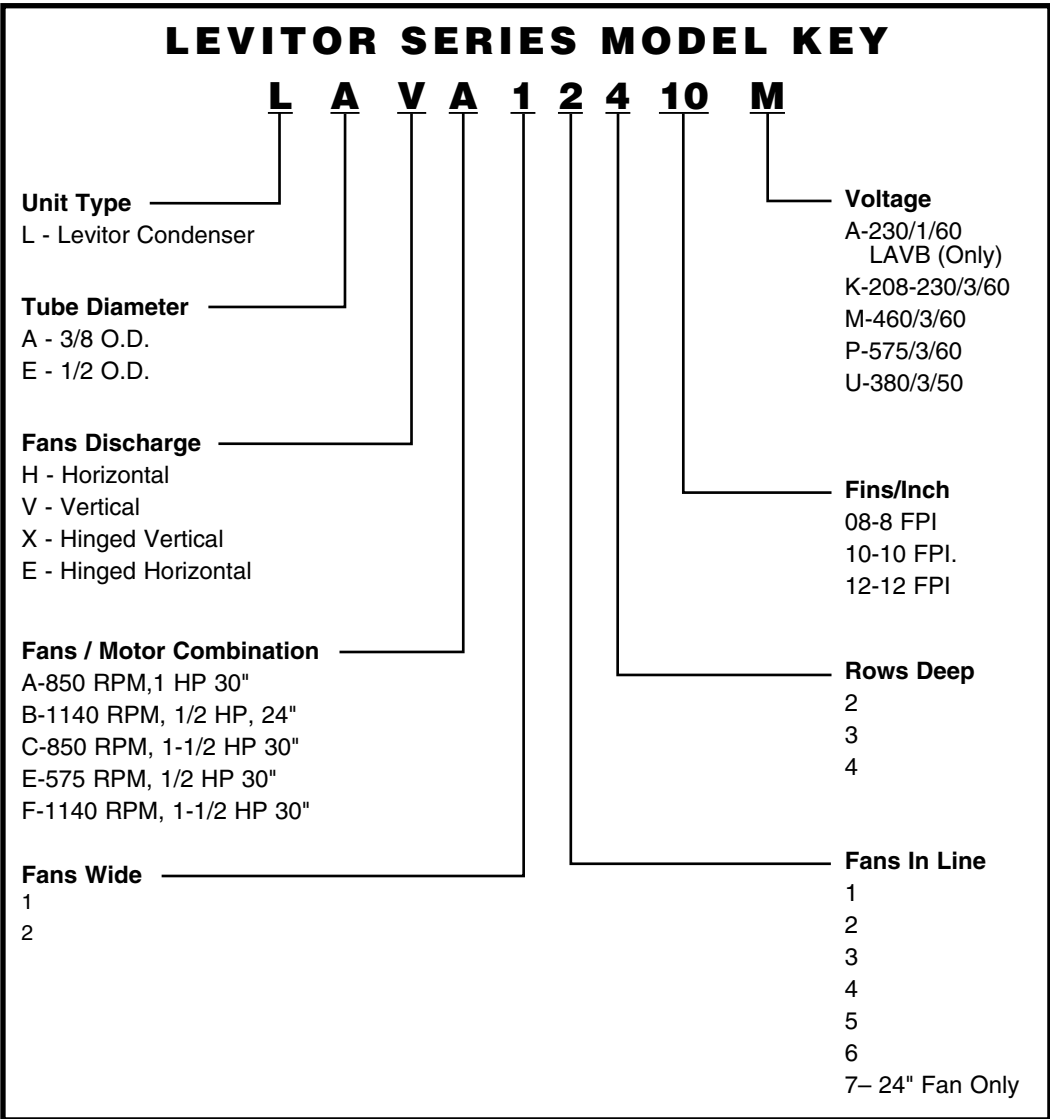 LEVITOR SERIES MODEL KEY
L A V A 1 2 4 10 M
Unit Type
L - Levitor Condenser
Tube Diameter
A - 3/8 O.D.
E - 1/2 O.D.
Fans Discharge
H - Horizontal
V - Vertical
X - Hinged Vertical
E - Hinged Horizontal
Fans / Motor Combination
A-850 RPM,1 HP 30"
B-1140 RPM, 1/2 HP, 24"
C-850 RPM, 1-1/2 HP 30"
E-575 RPM, 1/2 HP 30"
F-1140 RPM, 1-1/2 HP 30"
Fans Wide
1
2
Voltage
A-230/1/60
LAVB (Only)
K-208-230/3/60
M-460/3/60
P-575/3/60
U-380/3/50
Fins/Inch
08-8 FPI
10-10 FPI.
12-12 FPI
Rows Deep
2
3
4
Fans In Line
1
2
3
4
5
6
7– 24" Fan Only